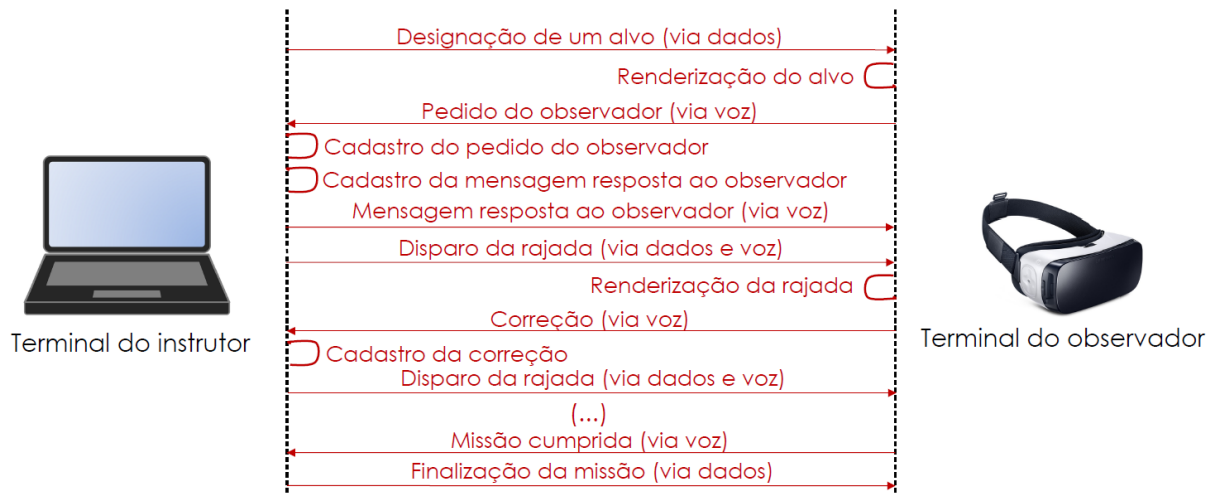 Designação de um alvo (via dados)
Renderização do alvo
Pedido do observador (via voz)
Cadastro do pedido do observador
Cadastro da mensagem resposta ao observador
Mensagem resposta ao observador (via voz)
Disparo da rajada (via dados e voz)
Renderização da rajada
Correção (via voz)
Cadastro da correção
Disparo da rajada (via dados e voz)
(...)
Missão cumprida (via voz)
Finalização da missão (via dados)
Terminal do instrutor
Terminal do observador